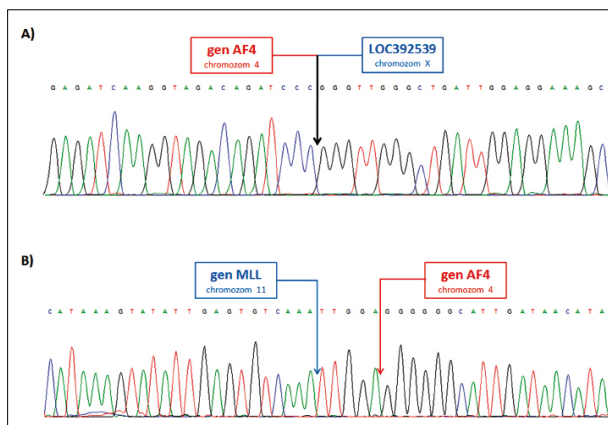 A)
gen AF4
chromozom 4
LOC392539
chromozom X
G A G A T C A A G G T A G A C A G A T C C C G G G T T G G G C T G A T T G G A G G A A A G C
B)
gen MLL
chromozom 11
gen AF4
chromozom 4
C A T A A A G T A T A T T G A G T G T C A A A T T G G A G G G G G G C A T T G A T A A C A T A